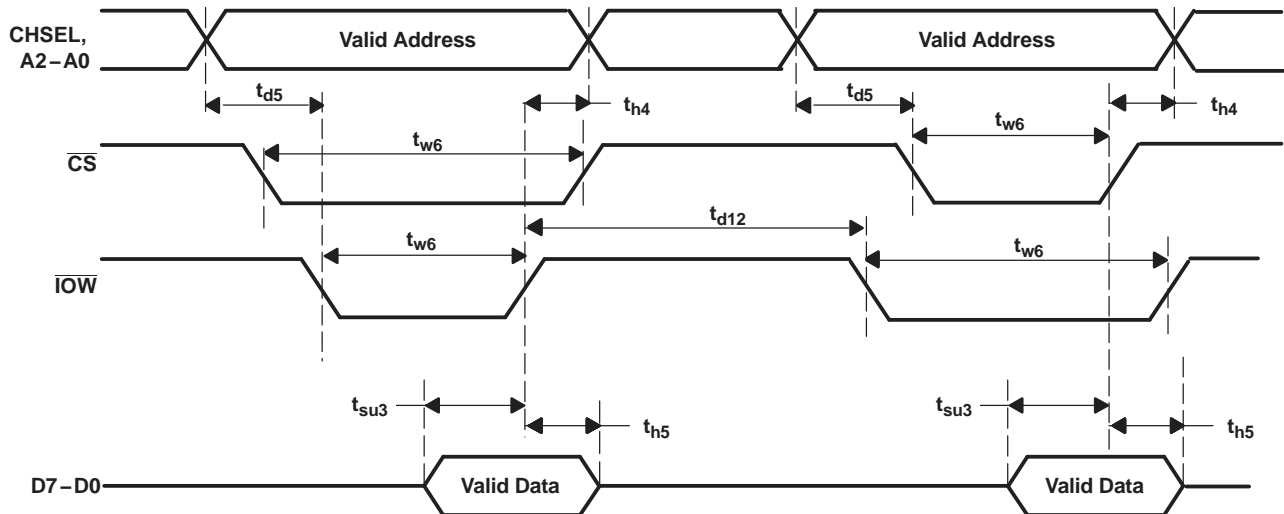 CHSEL,
A2–A0
Valid Address
Valid Address
td5
th4
td5
th4
tw6
tw6
CS
td12
tw6
tw6
IOW
tsu3
th5
tsu3
th5
D7–D0
Valid Data
Valid Data